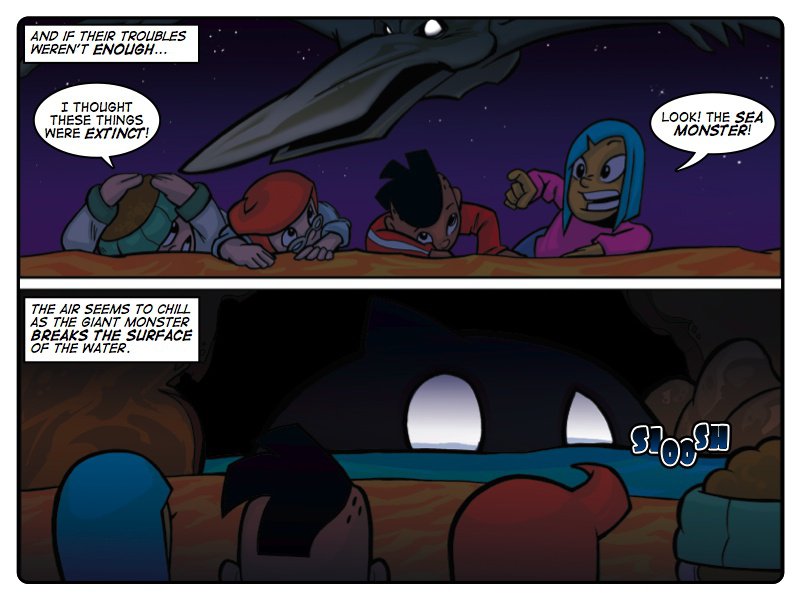 AND IF THEIR TROUBLES
WEREN'T ENOUGH...
I THOUGHT
THESE THINGS
WERE EXTINCT!
LOOK! THE SEA
MONSTER!
THE AIR SEEMS TO CHILL
AS THE GIANT MONSTER
BREAKS THE SURFACE
OF THE WATER.
SLOOSH